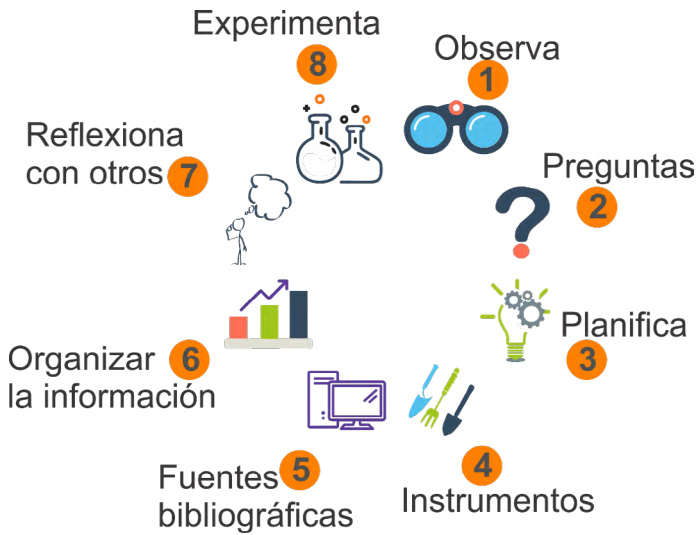 Observa
1
Preguntas
2
Planifica
3
4
Instrumentos
5
Fuentes
bibliográficas
6
Organizar
la información
Reflexiona
con otros
7
Experimenta
8